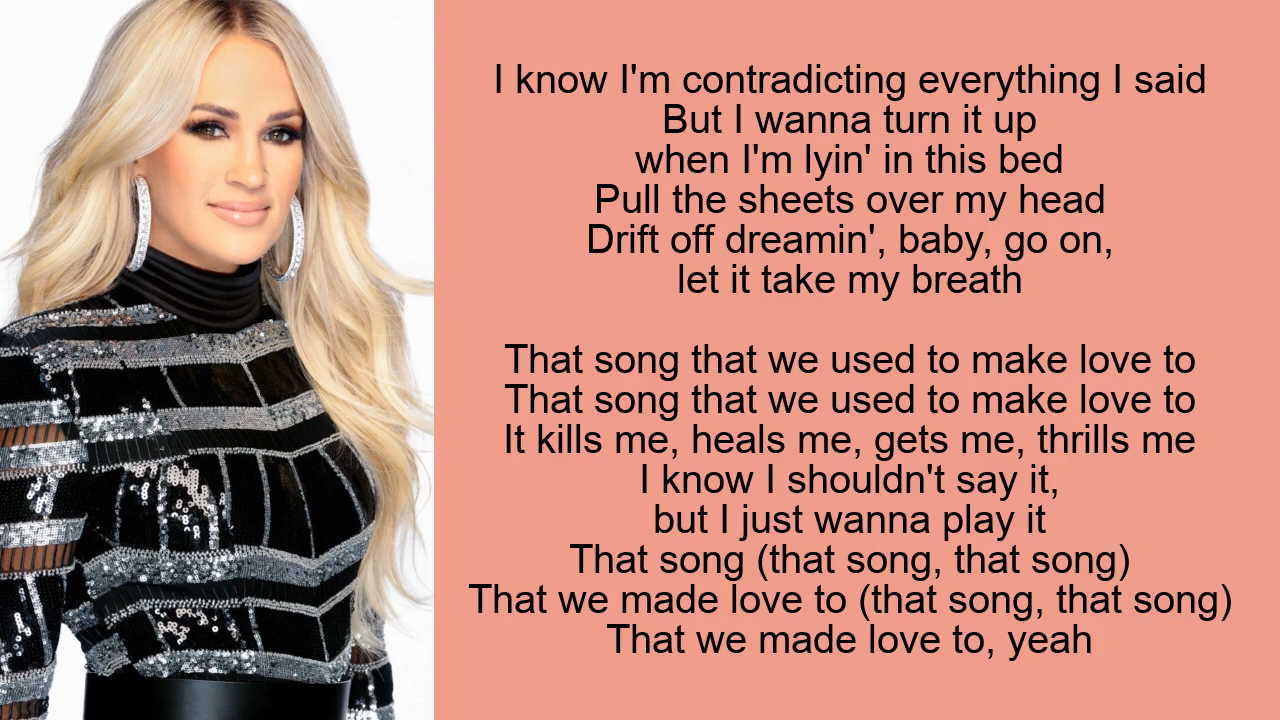 I know I'm contradicting everything I said
But I wanna turn it up
when I'm lyin' in this bed
Pull the sheets over my head
Drift off dreamin', baby, go on,
let it take my breath
That song that we used to make love to
That song that we used to make love to
It kills me, heals me, gets me, thrills me
I know I shouldn't say it,
but I just wanna play it
That song (that song, that song)
That we made love to (that song, that song)
That we made love to, yeah